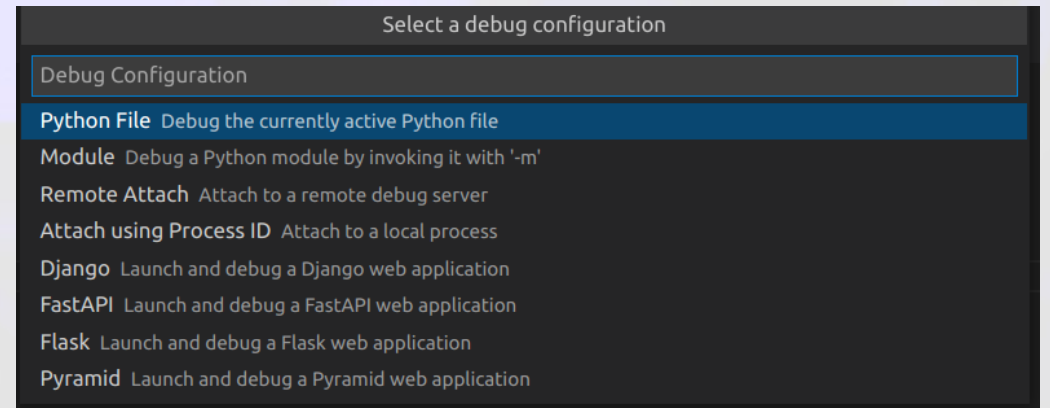 Select a debug configuration
Debug Configuration
Python File Debug the currently active Python file
Module Debug a Python module by invoking it with '-m'
Remote Attach Attach to a remote debug server
Attach using Process ID Attach to a local process
Django Launch and debug a Django web application
FastAPI Launch and debug a FastAPI web application
Flask Launch and debug a Flask web application
Pyramid Launch and debug a Pyramid web application